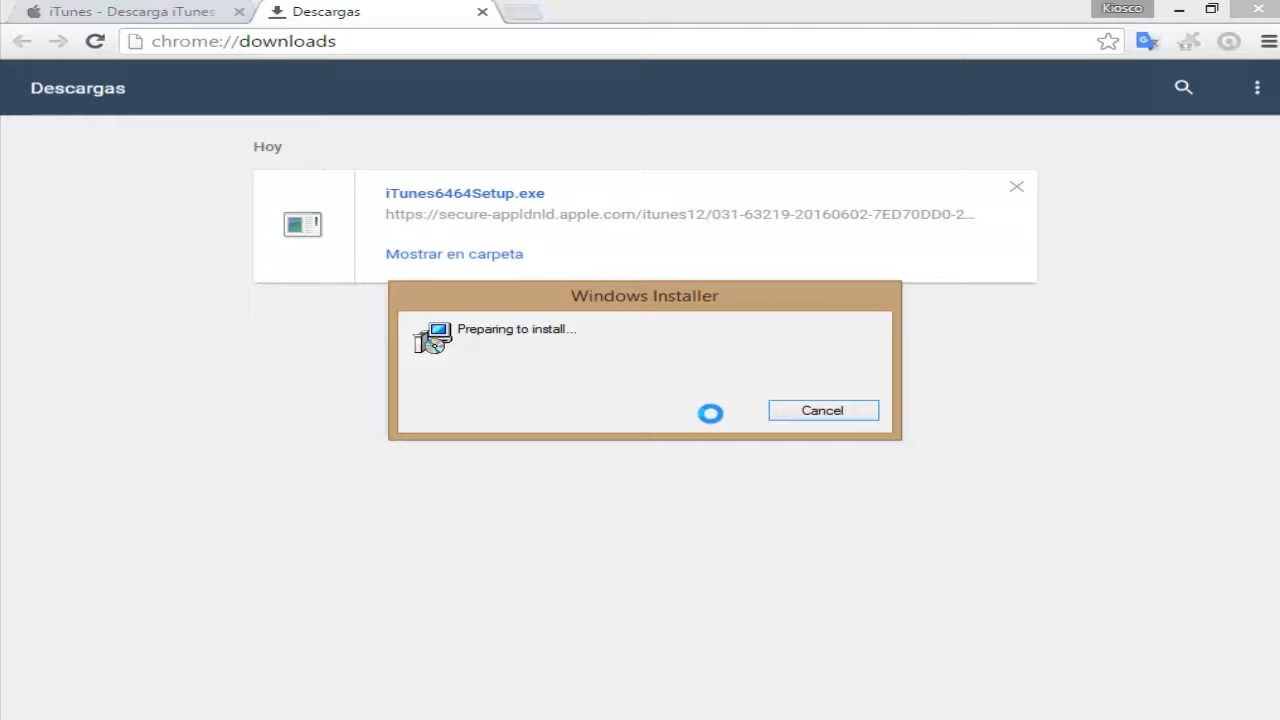 iTunes - Descarga iTunes
Descargas
Kiosco
chrome://downloads
Descargas
Hoy
iTunes6464Setup.exe
https://secure-appldnld.apple.com/itunes12/031-63219-20160602-7ED70DD0-2...
Mostrar en carpeta
Windows Installer
Preparing to install...
Cancel